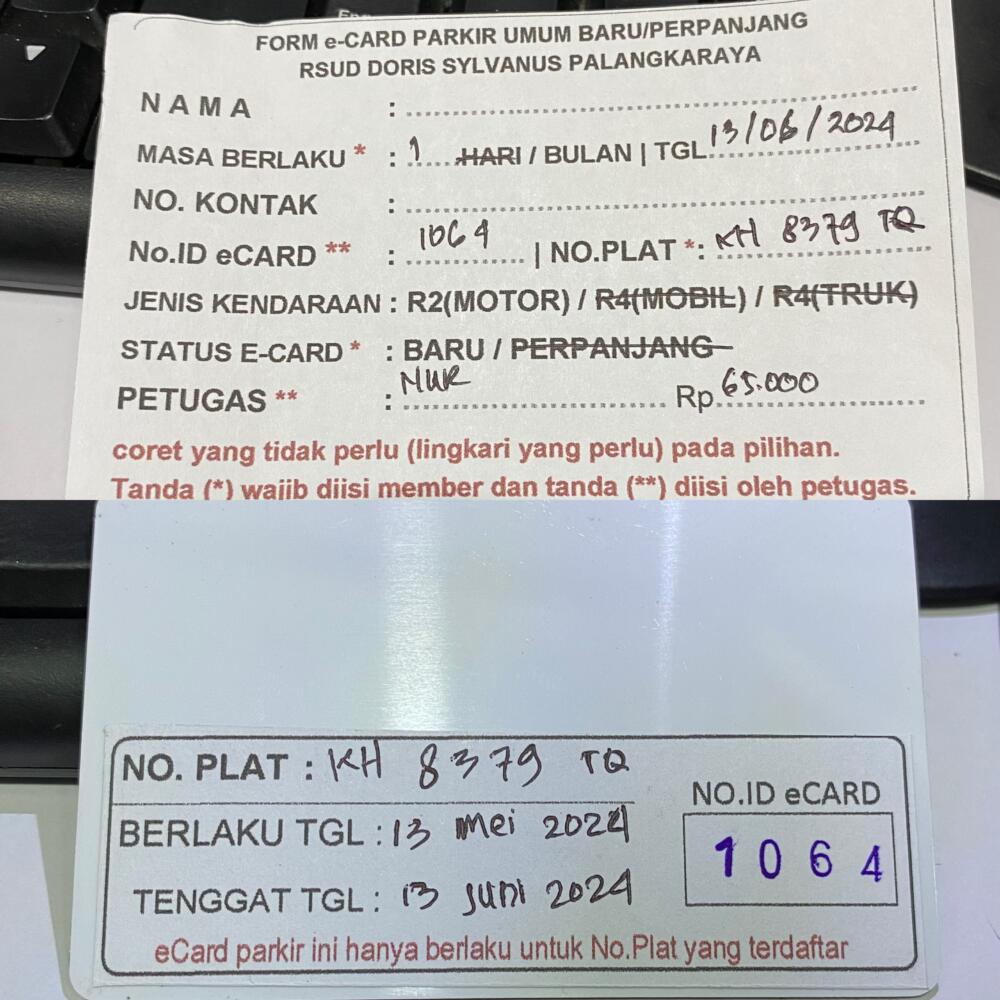 FORM e-CARD PARKIR UMUM BARU/PERPANJANG
RSUD DORIS SYLVANUS PALANGKARAYA
NAMA :
MASA BERLAKU * : 1 HARI / BULAN | TGL 13/06/2024
NO. KONTAK :
No.ID eCARD ** : 1064 | NO.PLAT *: KH 8379 TQ
JENIS KENDARAAN : R2(MOTOR) / R4(MOBIL) / R4(TRUK)
STATUS E-CARD * : BARU / PERPANJANG
PETUGAS ** : NUR Rp 65.000
coret yang tidak perlu (lingkari yang perlu) pada pilihan.
Tanda (*) wajib diisi member dan tanda (**) diisi oleh petugas.
NO. PLAT : KH 8379 TQ
BERLAKU TGL : 13 mei 2024
TENGGAT TGL : 13 juni 2024
NO.ID eCARD
1064
eCard parkir ini hanya berlaku untuk No.Plat yang terdaftar